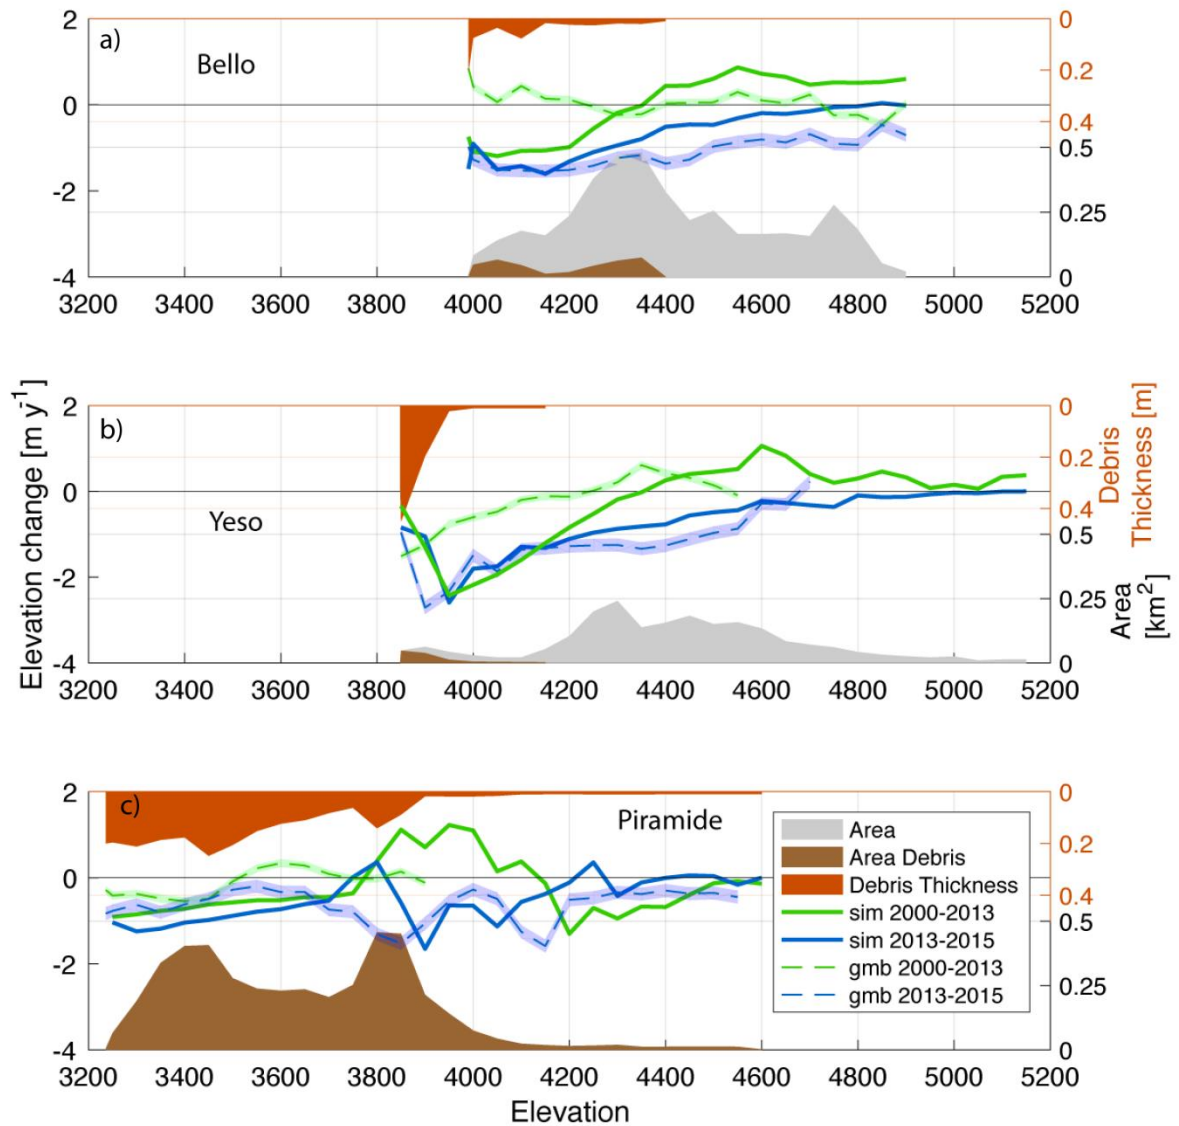 a)
Bello
2
0
-2
-4
0
0.2
0.4
0.5
0.25
0
3200 3400 3600 3800 4000 4200 4400 4600 4800 5000 5200
Elevation change [m y⁻¹]
b)
Yeso
2
0
-2
-4
0
0.2
0.4
0.5
0.25
0
Debris
Thickness [m]
Area
[km²]
3200 3400 3600 3800 4000 4200 4400 4600 4800 5000 5200
c)
Piramide
2
0
-2
-4
0
0.2
0.4
0.5
0.25
0
Area
Area Debris
Debris Thickness
sim 2000-2013
sim 2013-2015
gmb 2000-2013
gmb 2013-2015
3200 3400 3600 3800 4000 4200 4400 4600 4800 5000 5200
Elevation